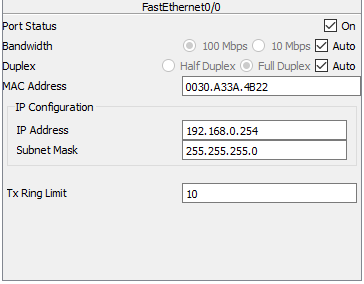 FastEthernet0/0
Port Status On
Bandwidth 100 Mbps 10 Mbps Auto
Duplex Half Duplex Full Duplex Auto
MAC Address 0030.A33A.4B22
IP Configuration
IP Address 192.168.0.254
Subnet Mask 255.255.255.0
Tx Ring Limit 10